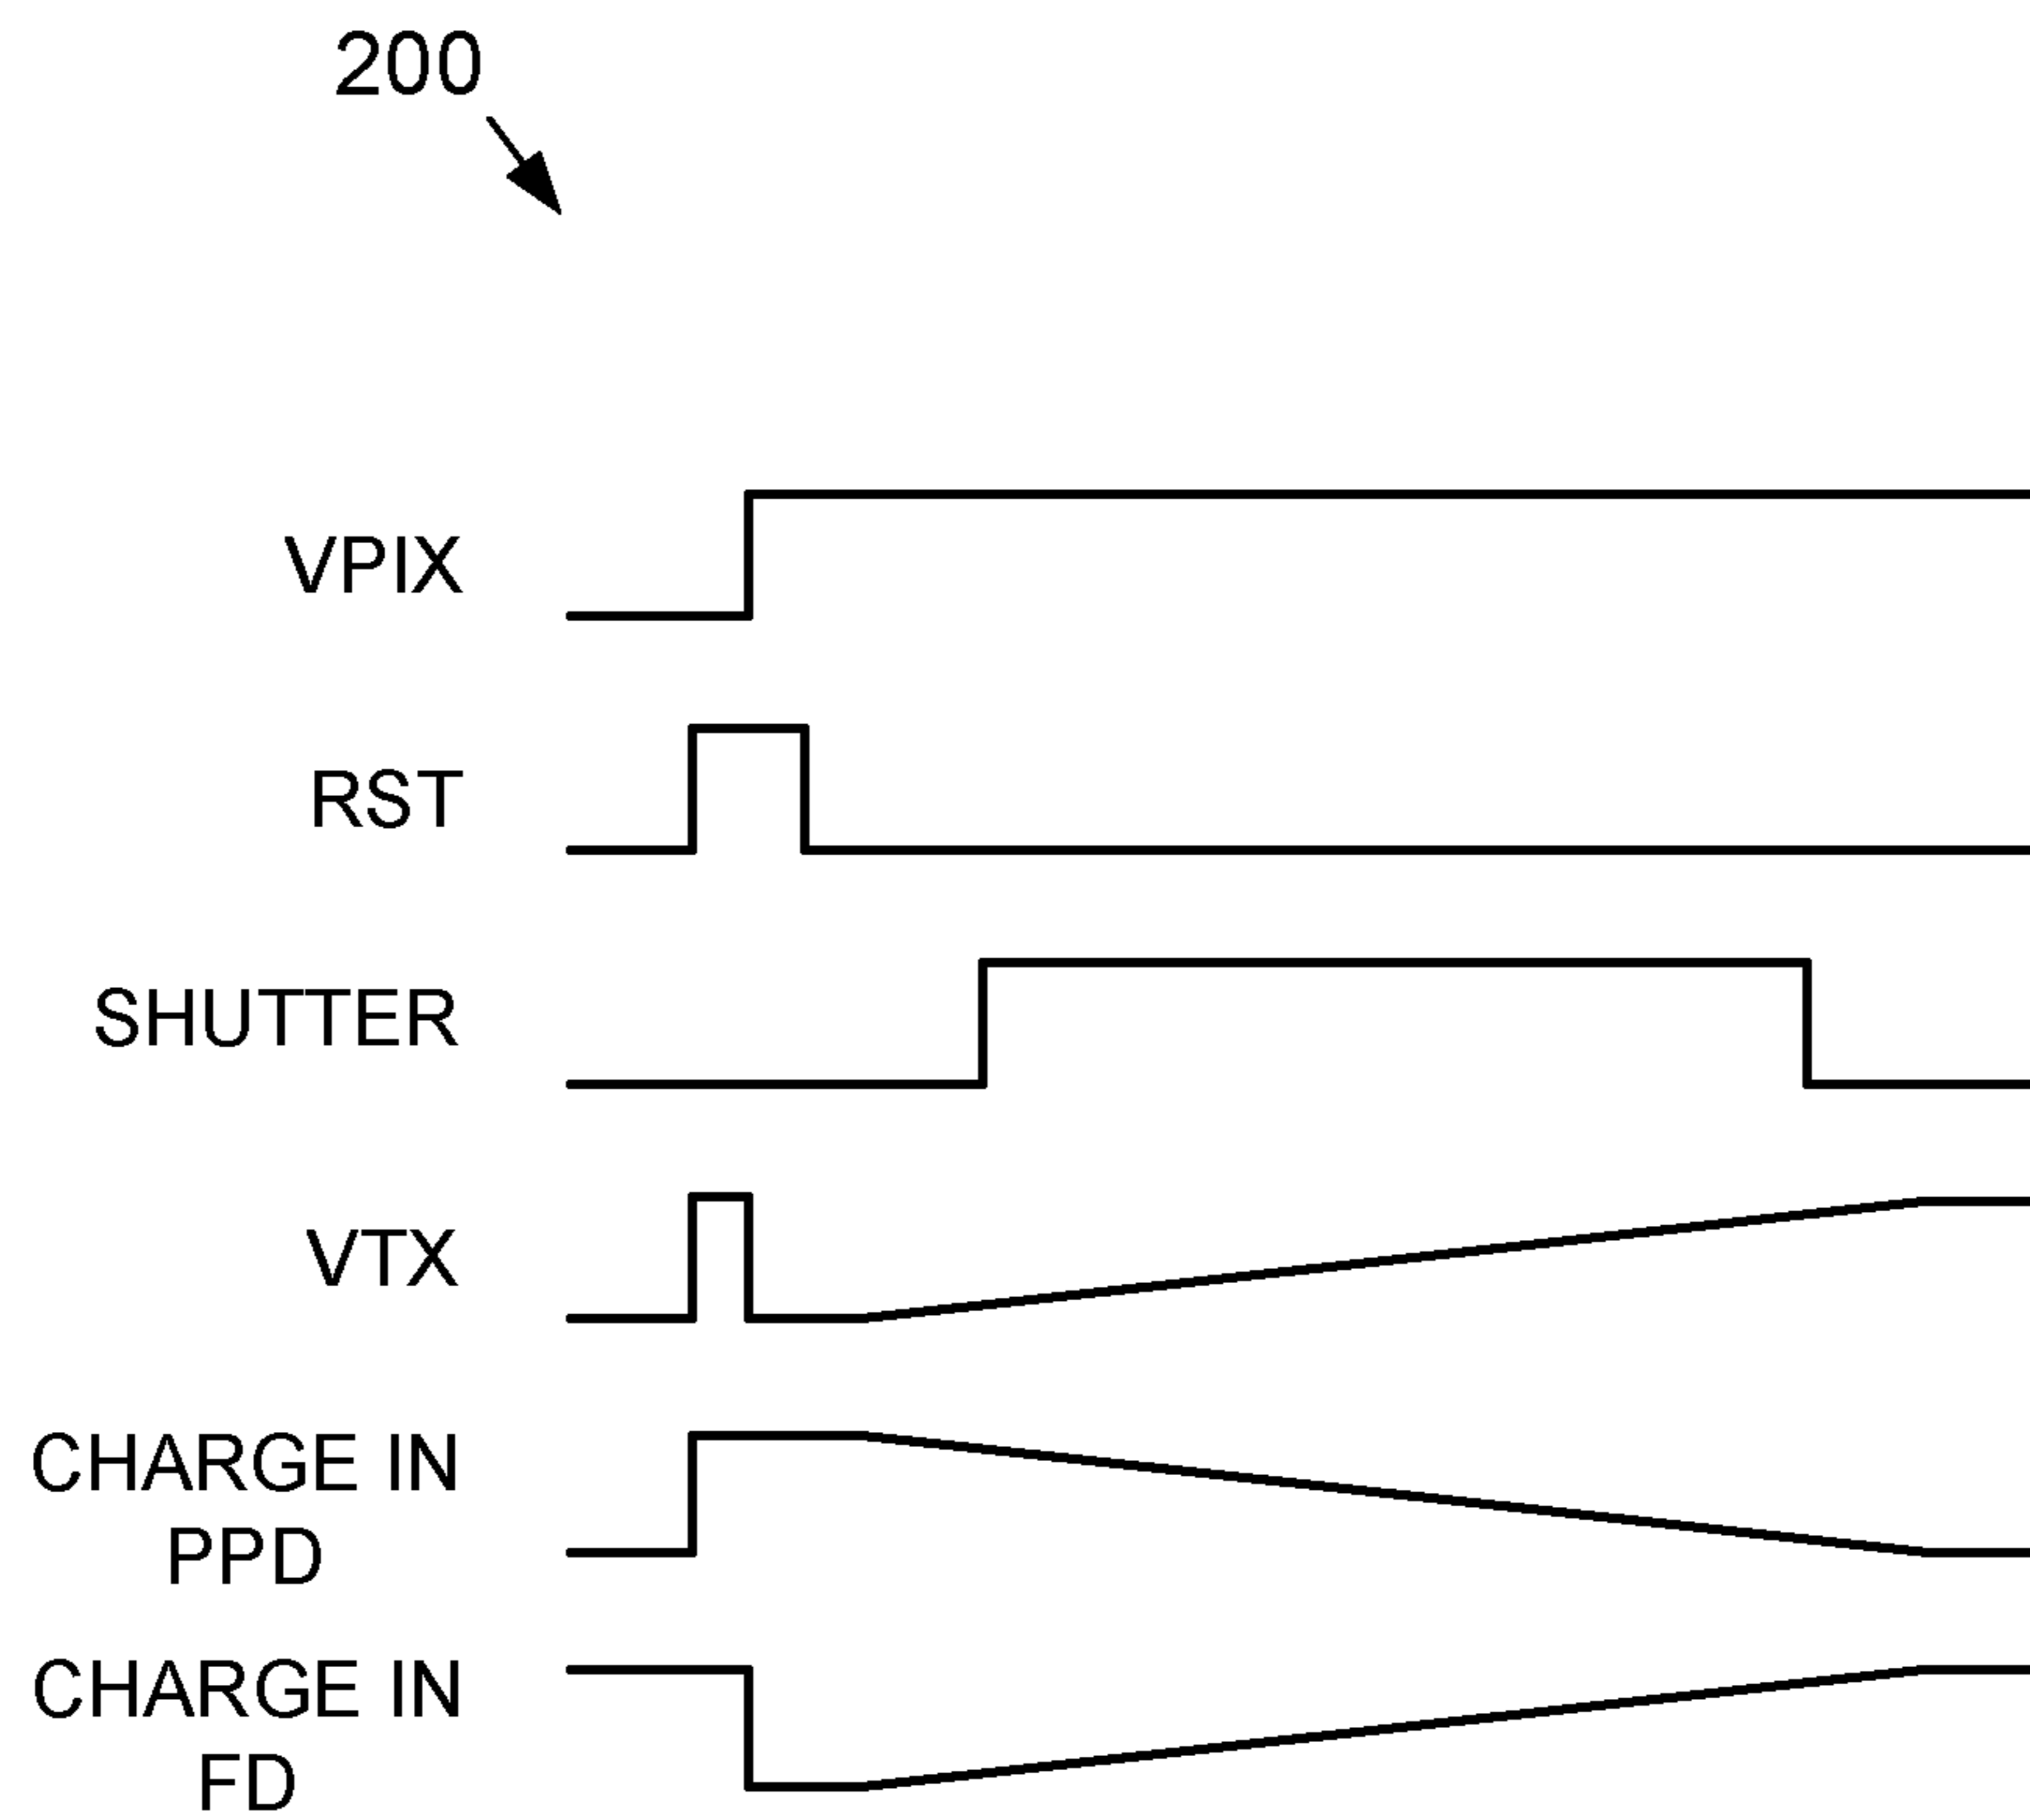 200
VPIX
RST
SHUTTER
VTX
CHARGE IN
PPD
CHARGE IN
FD